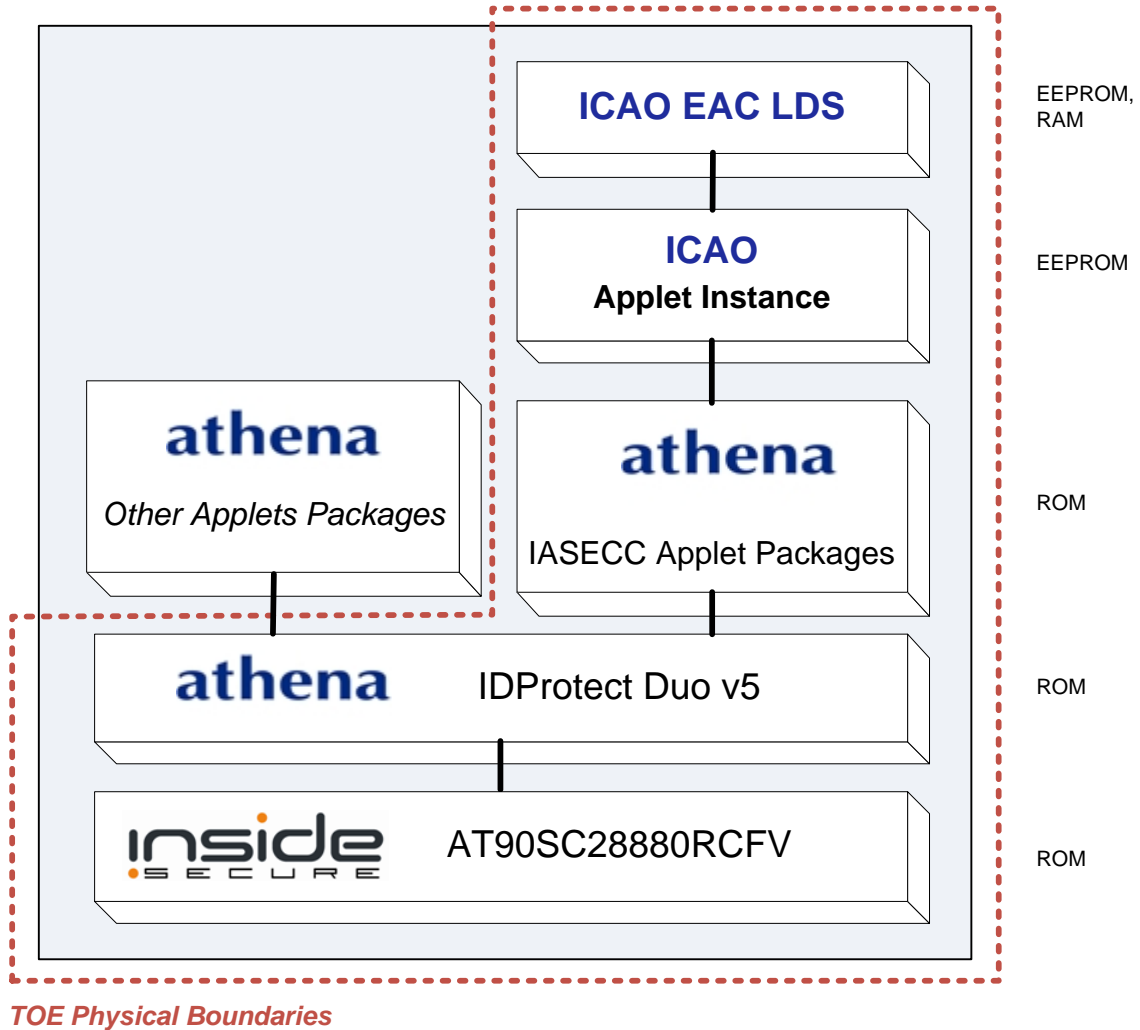 ICAO EAC LDS
EEPROM,
RAM
ICAO
Applet Instance
EEPROM
athena
Other Applets Packages
athena
IASECC Applet Packages
ROM
athena IDProtect Duo v5
ROM
inside
SECURE
AT90SC28880RCFV
ROM
TOE Physical Boundaries